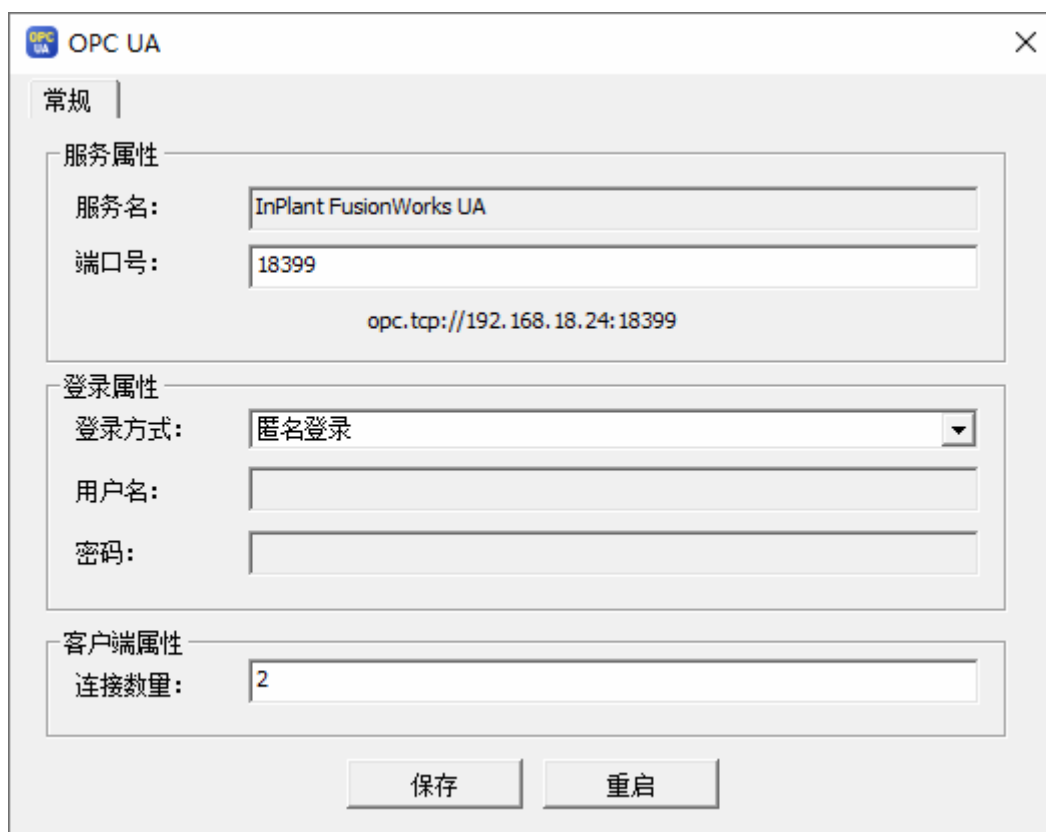 OPC UA OPC UA
常规
服务属性
服务名: InPlant FusionWorks UA
端口号: 18399
opc.tcp://192.168.18.24:18399
登录属性
登录方式: 匿名登录
用户名:
密码:
客户端属性
连接数量: 2
保存 重启